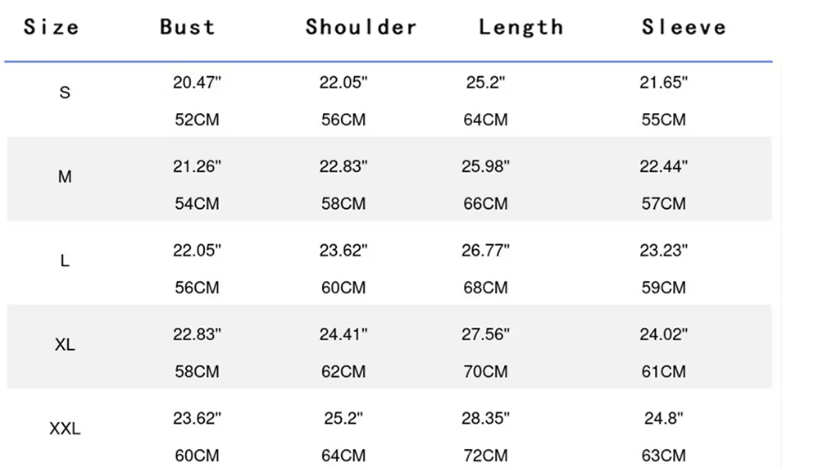 Size Bust Shoulder Length Sleeve
20.47" 22.05" 25.2" 21.65"
S
52CM 56CM 64CM 55CM
21.26" 22.83" 25.98" 22.44"
M
54CM 58CM 66CM 57CM
22.05" 23.62" 26.77" 23.23"
L
56CM 60CM 68CM 59CM
22.83" 24.41" 27.56" 24.02"
XL
58CM 62CM 70CM 61CM
23.62" 25.2" 28.35" 24.8"
XXL
60CM 64CM 72CM 63CM